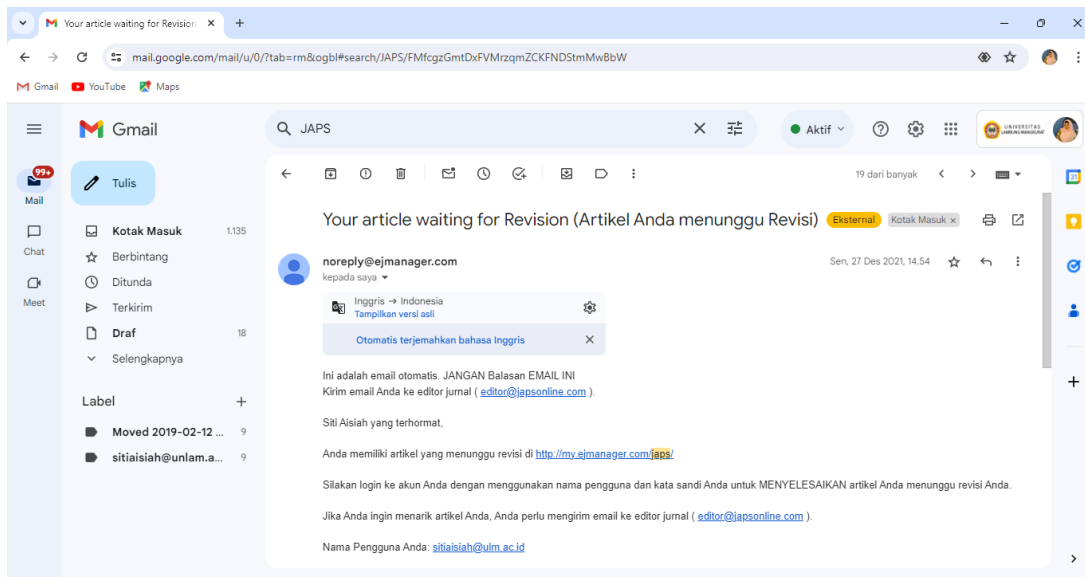 Your article waiting for Revision
mail.google.com/mail/u/0/?tab=rm&ogbl#search/JAPS/FMfcgzGmtDxFVMrzqmZCKFNDStmMwBbW
Gmail YouTube Maps
Gmail
JAPS
Aktif
UNIVERSITAS
LAMBUNG MANGKURAT
99+
Mail
Chat
Meet
Tulis
Kotak Masuk 1.135
Berbintang
Ditunda
Terkirim
Draf 18
Selengkapnya
Label
Moved 2019-02-12 ... 9
sitiaisiah@unlam.a... 9
19 dari banyak
31
Your article waiting for Revision (Artikel Anda menunggu Revisi) Eksternal Kotak Masuk x
noreply@ejmanager.com Sen, 27 Des 2021, 14.54
kepada saya
Inggris → Indonesia
Tampilkan versi asli
Otomatis terjemahkan bahasa Inggris
Ini adalah email otomatis. JANGAN Balasan EMAIL INI
Kirim email Anda ke editor jurnal ( editor@japsonline.com ).
Siti Aisiah yang terhormat,
Anda memiliki artikel yang menunggu revisi di http://my.ejmanager.com/japs/
Silakan login ke akun Anda dengan menggunakan nama pengguna dan kata sandi Anda untuk MENYELESAIKAN artikel Anda menunggu revisi Anda.
Jika Anda ingin menarik artikel Anda, Anda perlu mengirim email ke editor jurnal ( editor@japsonline.com ).
Nama Pengguna Anda: sitiaisiah@ulm.ac.id